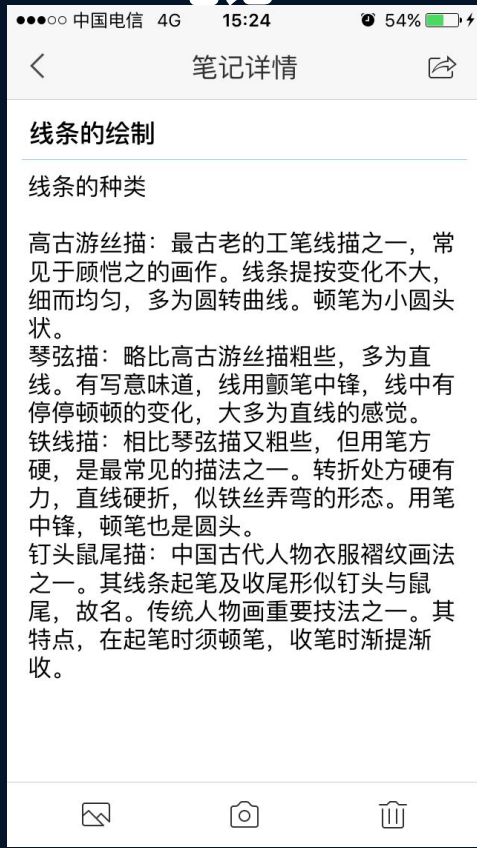 中国电信 4G 15:24 54%
笔记详情
线条的绘制
线条的种类
高古游丝描：最古老的工笔线描之一，常
见于顾恺之的画作。线条提按变化不大，
细而均匀，多为圆转曲线。顿笔为小圆头
状。
琴弦描：略比高古游丝描粗些，多为直
线。有写意味道，线用颤笔中锋，线中有
停停顿顿的变化，大多为直线的感觉。
铁线描：相比琴弦描又粗些，但用笔方
硬，是最常见的描法之一。转折处方硬有
力，直线硬折，似铁丝弄弯的形态。用笔
中锋，顿笔也是圆头。
钉头鼠尾描：中国古代人物衣服褶纹画法
之一。其线条起笔及收尾形似钉头与鼠
尾，故名。传统人物画重要技法之一。其
特点，在起笔时须顿笔，收笔时渐提渐
收。